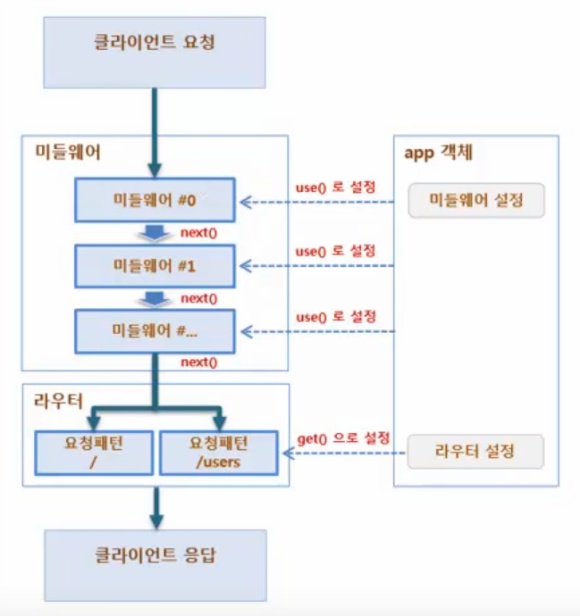 클라이언트 요청
미들웨어
app 객체
미들웨어 #0
use() 로 설정
미들웨어 설정
next()
미들웨어 #1
use() 로 설정
next()
미들웨어 #...
use() 로 설정
next()
라우터
요청패턴
/
요청패턴
/users
get() 으로 설정
라우터 설정
클라이언트 응답